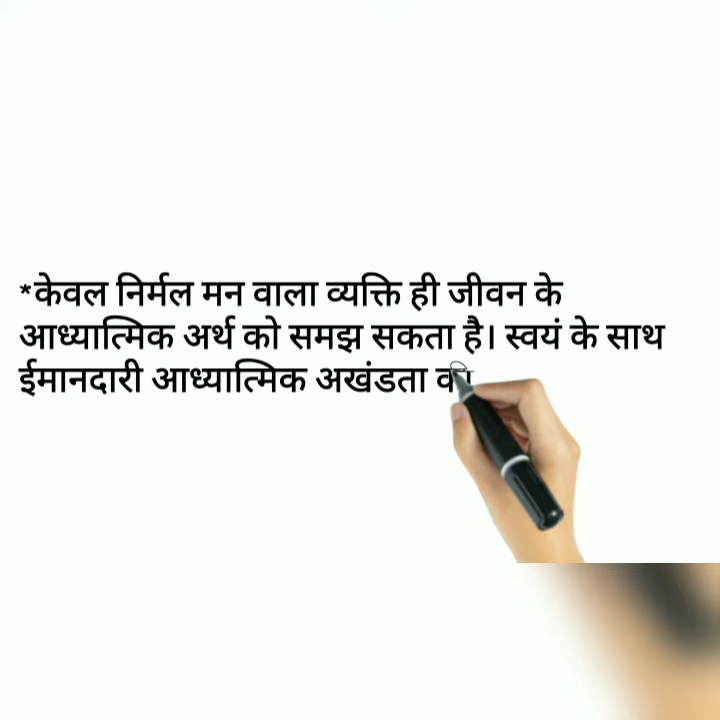 *केवल निर्मल मन वाला व्यक्ति ही जीवन के
आध्यात्मिक अर्थ को समझ सकता है। स्वयं के साथ
ईमानदारी आध्यात्मिक अखंडता